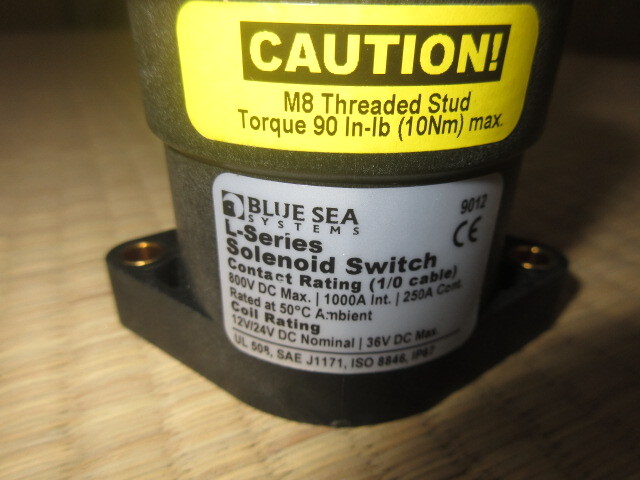 CAUTION!
M8 Threaded Stud
Torque 90 In-lb (10Nm) max.
BLUE SEA
SYSTEMS
9012
CE
L-Series
Solenoid Switch
Contact Rating (1/0 cable)
800V DC Max. | 1000A Int. | 250A Cont.
Rated at 50°C Ambient
Coil Rating
12V/24V DC Nominal | 36V DC Max.
UL 508, SAE J1171, ISO 8846, IP67